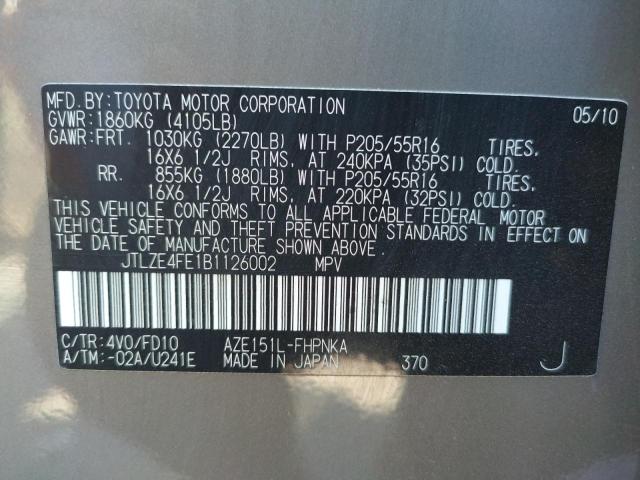 MFD.BY:TOYOTA MOTOR CORPORATION 05/10
GVWR:1860KG (4105LB)
GAWR:FRT. 1030KG (2270LB) WITH P205/55R16 TIRES,
16X6 1/2J RIMS, AT 240KPA (35PSI) COLD.
RR. 855KG (1880LB) WITH P205/55R16 TIRES,
16X6 1/2J RIMS, AT 220KPA (32PSI) COLD.
THIS VEHICLE CONFORMS TO ALL APPLICABLE FEDERAL MOTOR
VEHICLE SAFETY AND THEFT PREVENTION STANDARDS IN EFFECT ON
THE DATE OF MANUFACTURE SHOWN ABOVE.
JTLZE4FE1B1126002 MPV
C/TR:4V0/FD10 AZE151L-FHPNKA
A/TM:-02A/U241E MADE IN JAPAN 370 J